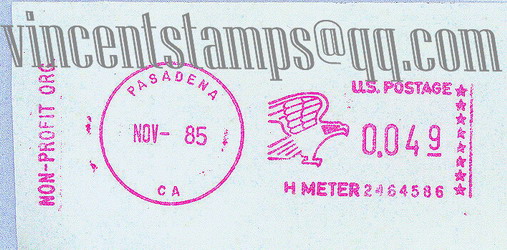 vincentstamps@qq.com
NON-PROFIT ORG.
PASADENA
NOV- 85
CA
U.S. POSTAGE
0.049
H METER 2464586